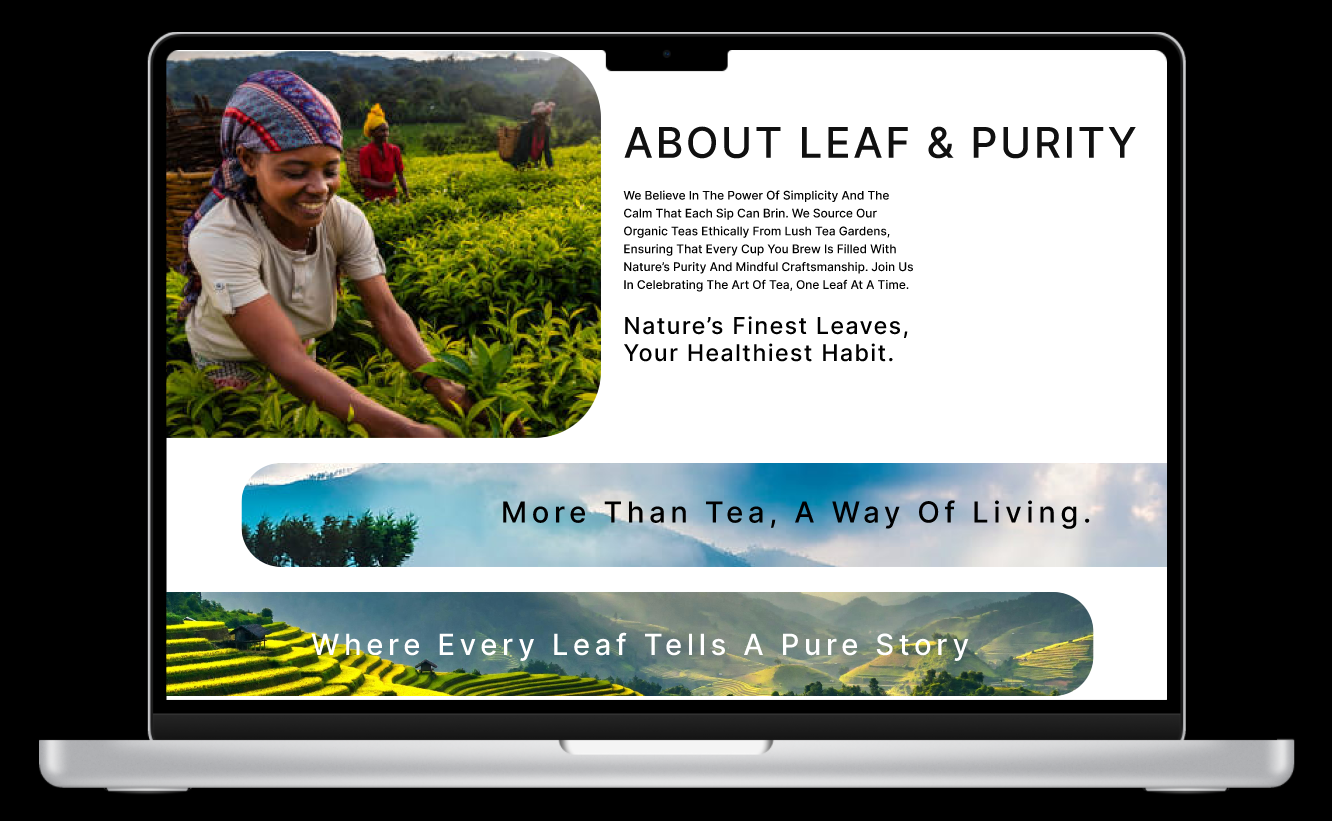 ABOUT LEAF & PURITY
We Believe In The Power Of Simplicity And The
Calm That Each Sip Can Brin. We Source Our
Organic Teas Ethically From Lush Tea Gardens,
Ensuring That Every Cup You Brew Is Filled With
Nature's Purity And Mindful Craftsmanship. Join Us
In Celebrating The Art Of Tea, One Leaf At A Time.
Nature's Finest Leaves,
Your Healthiest Habit.
More Than Tea, A Way Of Living.
Where Every Leaf Tells A Pure Story